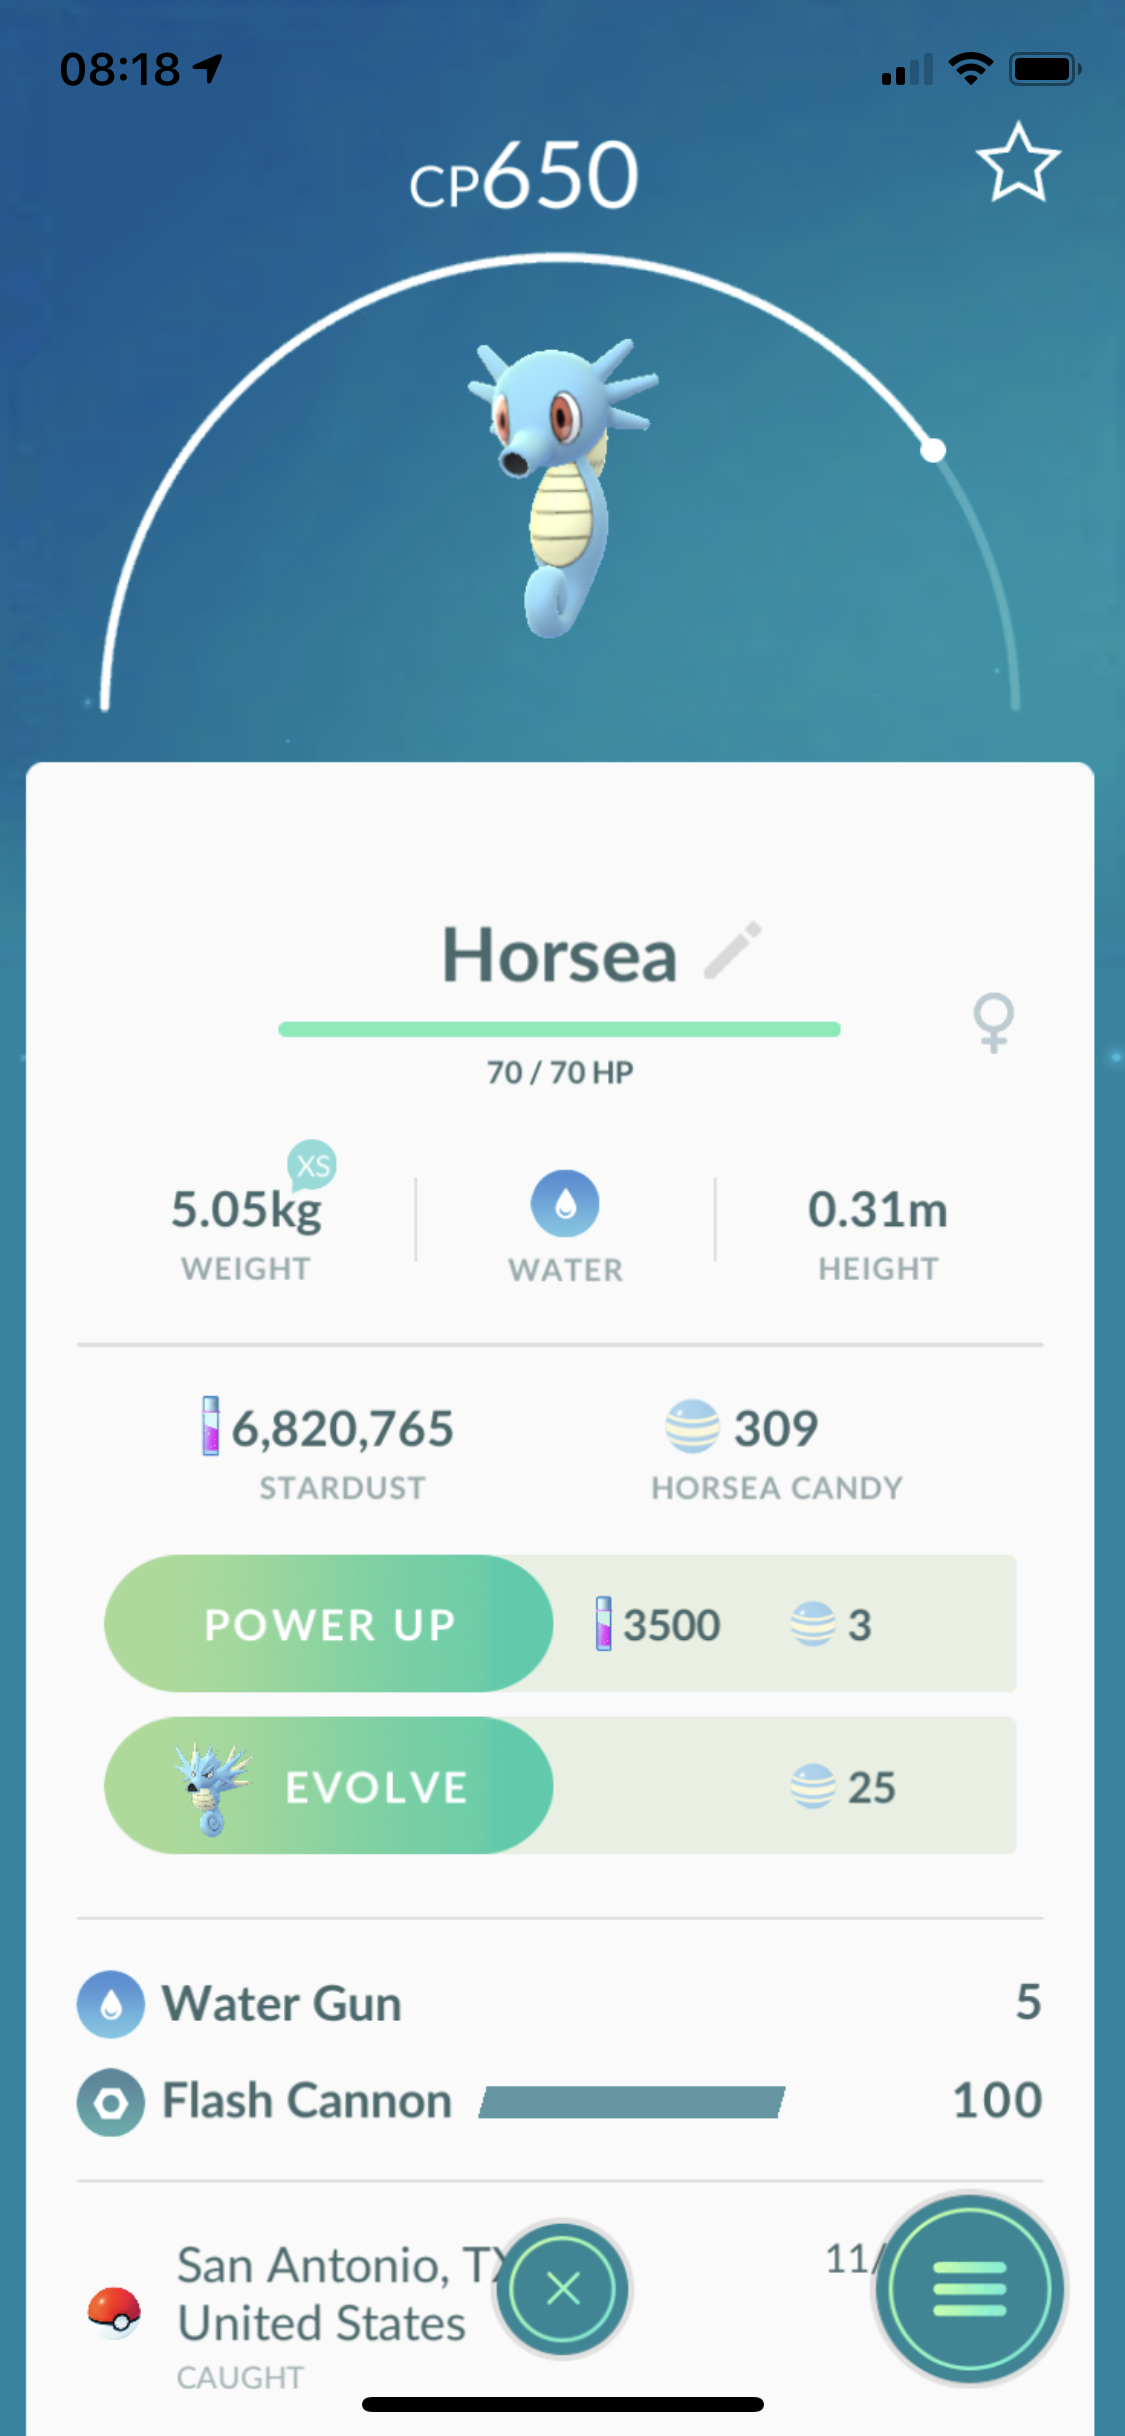 08:18
CP650
Horsea
70 / 70 HP
XS
5.05kg
WEIGHT
WATER
0.31m
HEIGHT
6,820,765
STARDUST
309
HORSEA CANDY
POWER UP 3500 3
EVOLVE 25
Water Gun 5
Flash Cannon 100
San Antonio, TX 11/
United States
CAUGHT